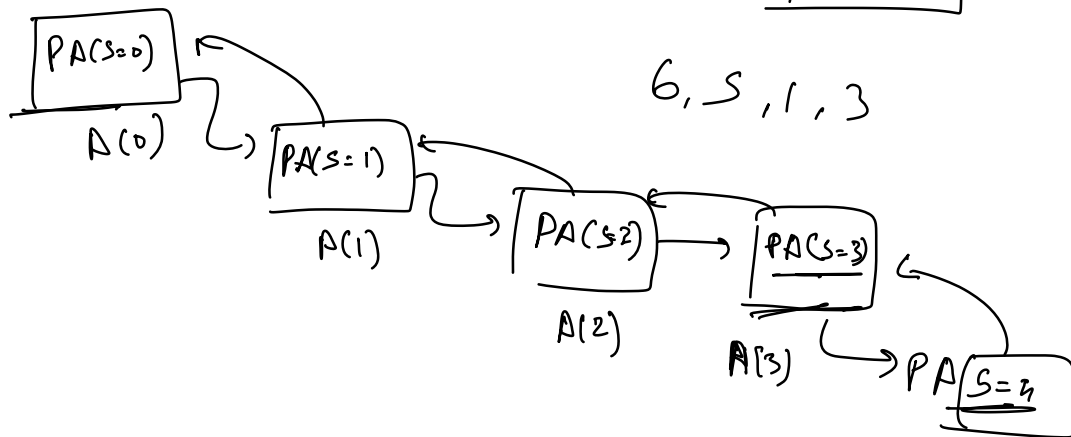 PA(S=0)
A(0)
6, 5, 1, 3
PA(S=1)
A(1)
PA(S=2)
A(2)
PA(S=3)
A(3)
PA(S=4